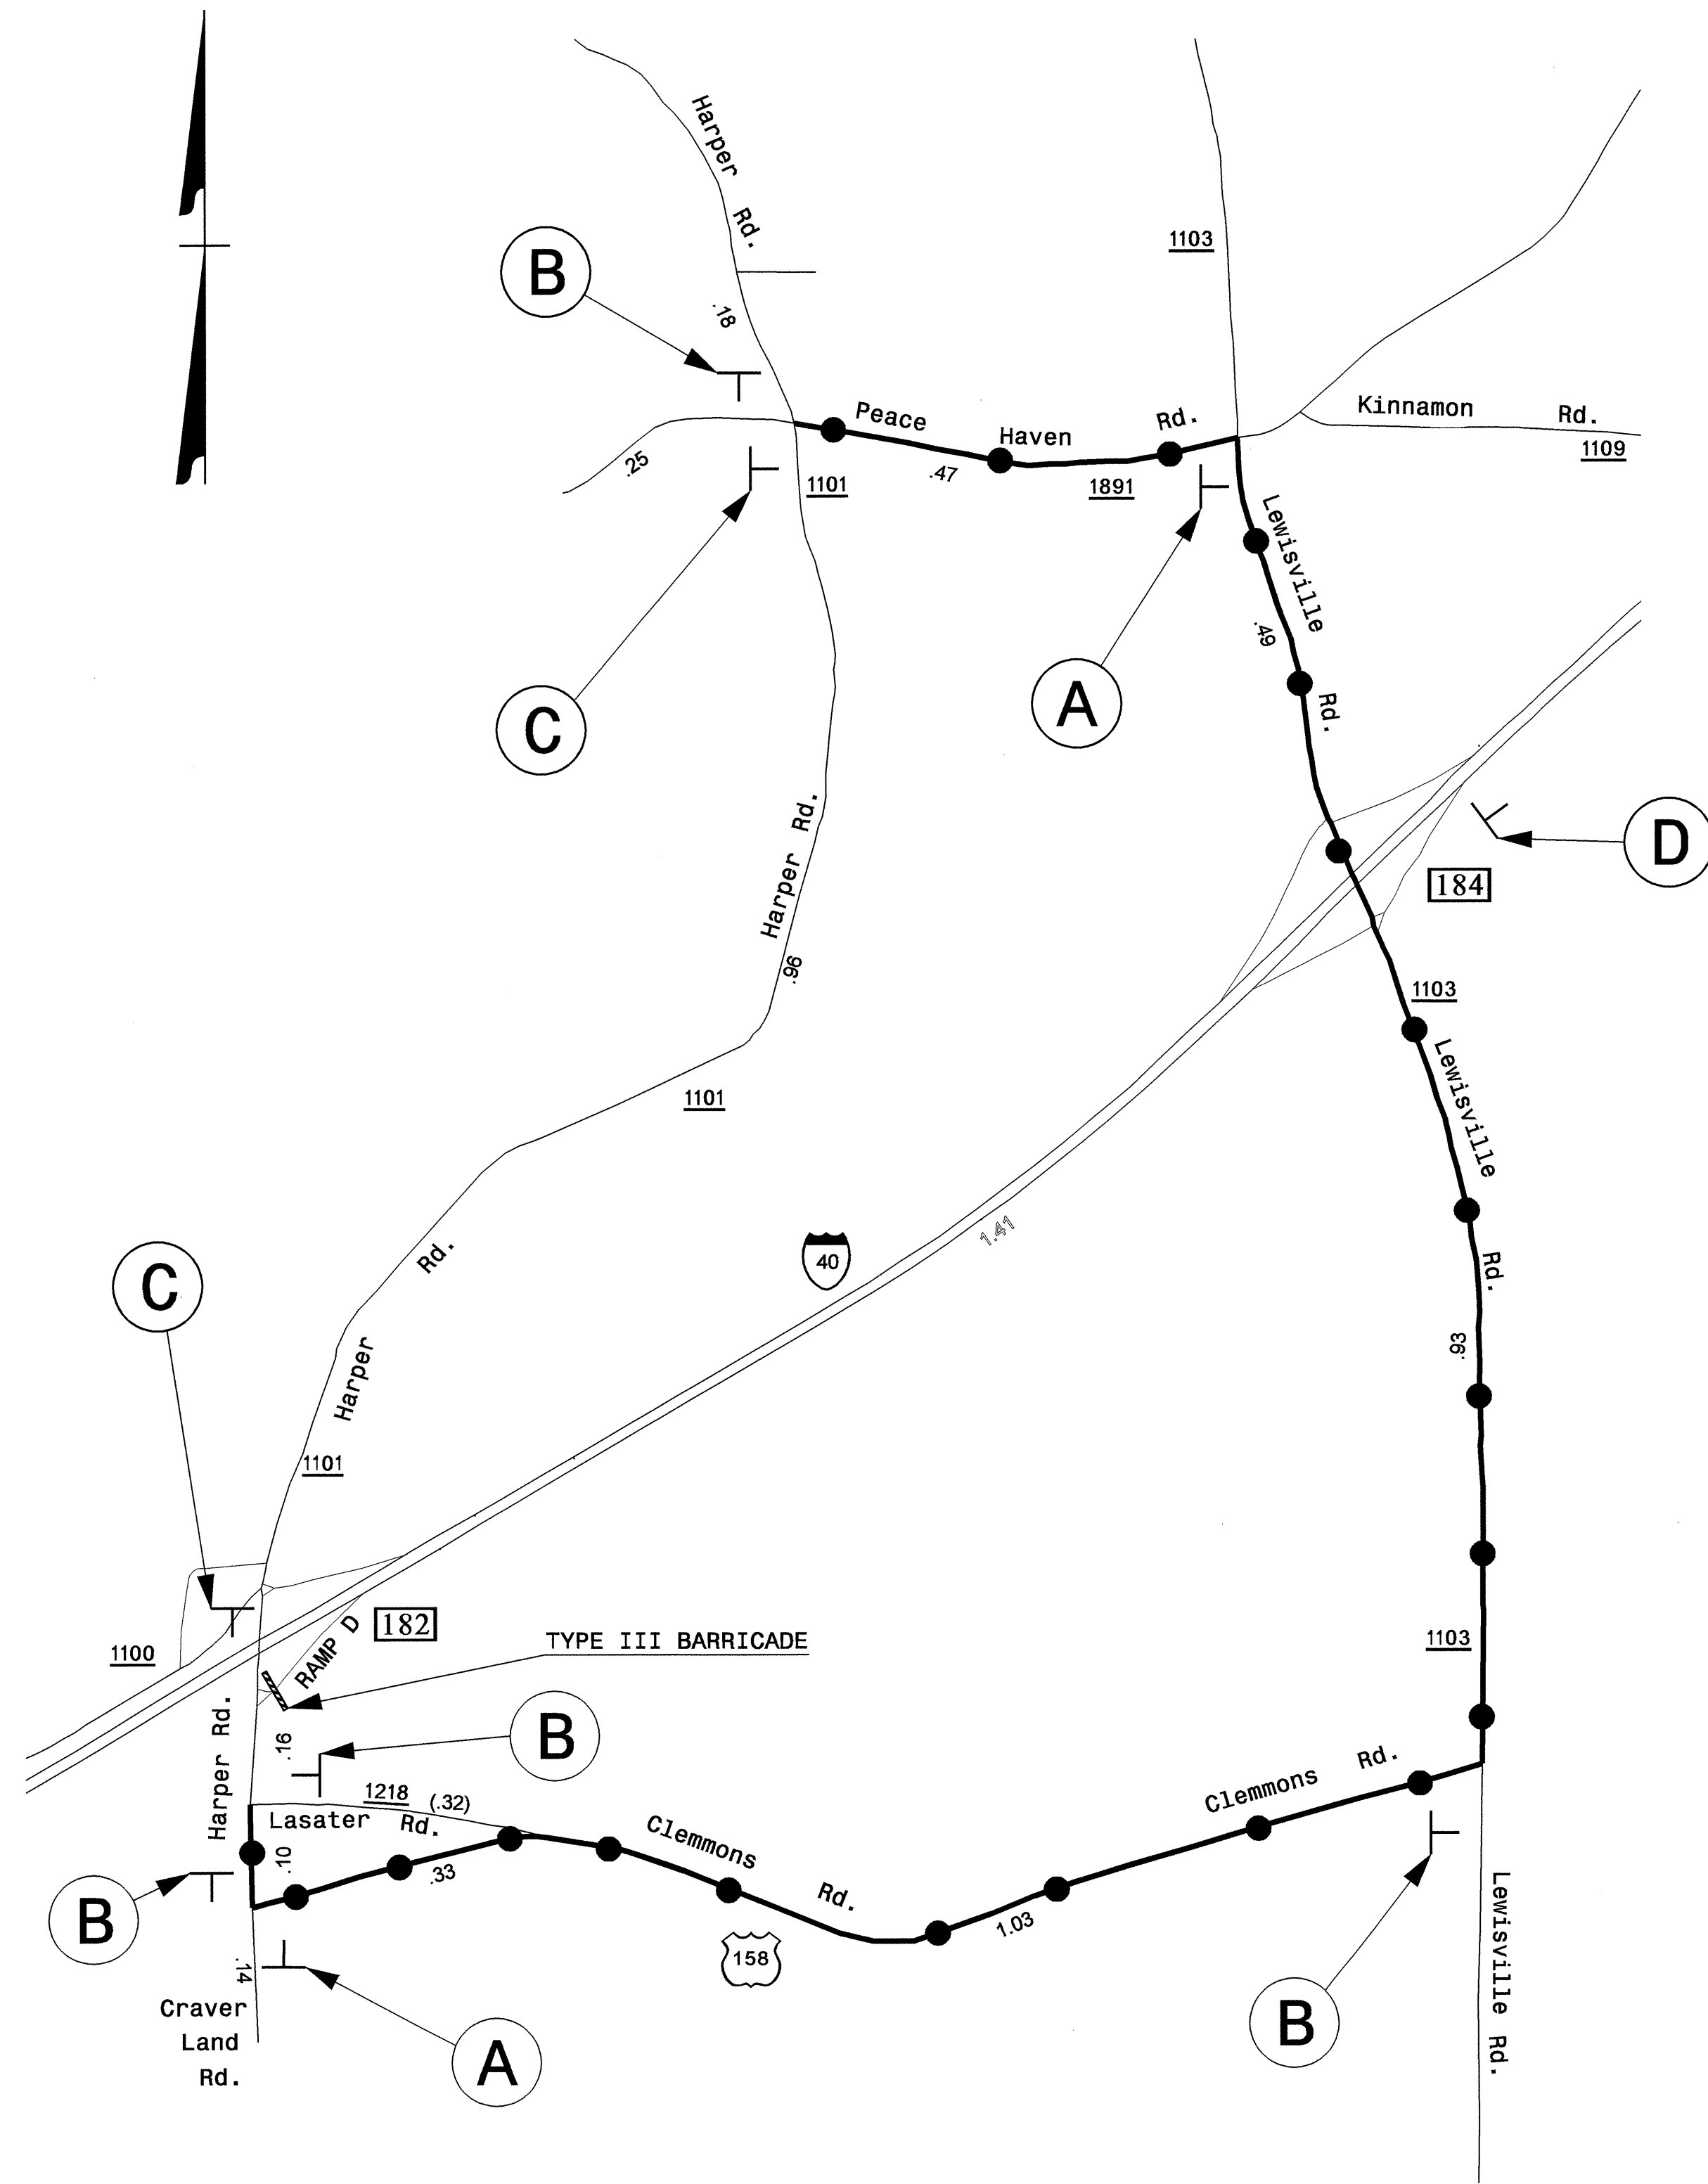 Harper Rd.
1103
B
.18
Peace Haven Rd.
Kinnamon Rd.
1109
.25
.47
1101
1891
Lewisville Rd.
.49
C
A
D
184
Harper Rd.
.96
1103
1101
Lewisville Rd.
1.41
40
Harper Rd.
C
.93
1101
182
1100
RAMP D
TYPE III BARRICADE
1103
Harper Rd.
.16
B
1218 (.32)
Lasater Rd.
Clemmons Rd.
Clemmons Rd.
.10
.33
B
1.03
158
.14
Craver
Land
Rd.
A
B
Lewisville Rd.